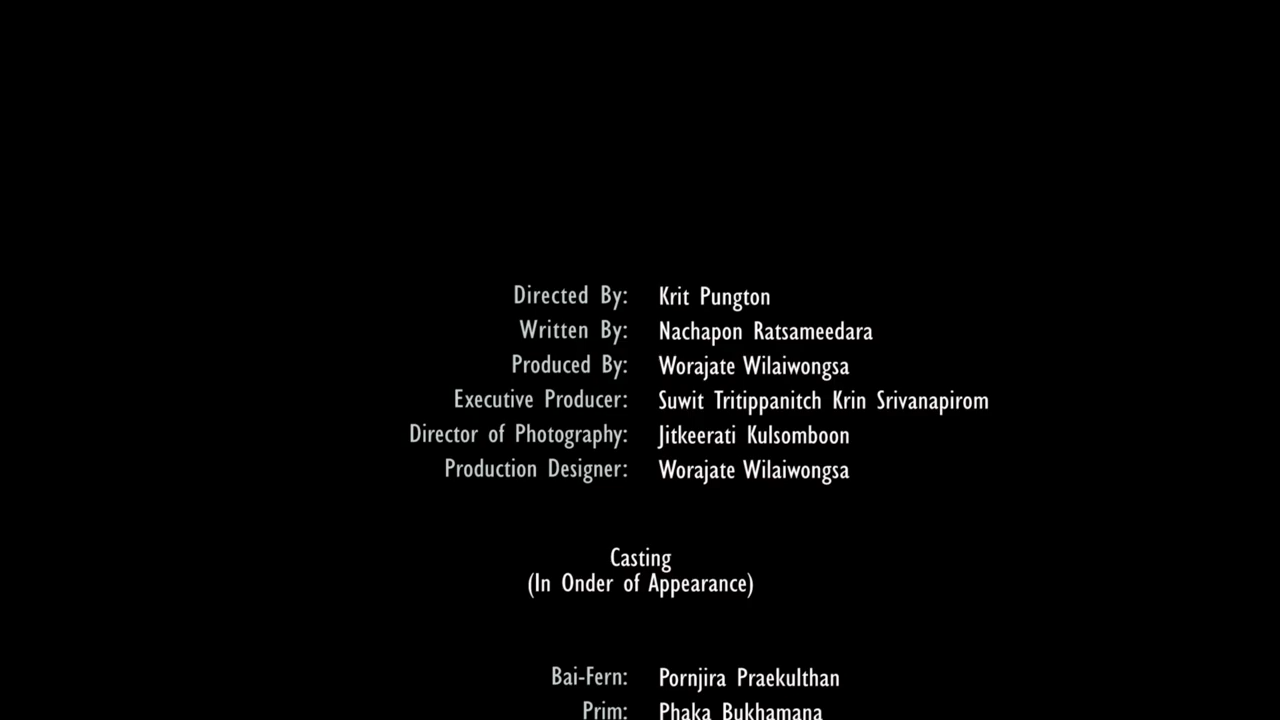 Directed By: Krit Pungton
Written By: Nachapon Ratsameedara
Produced By: Worajate Wilaiwongsa
Executive Producer: Suwit Tritippanitch Krin Srivanapirom
Director of Photography: Jitkeerati Kulsomboon
Production Designer: Worajate Wilaiwongsa
Casting
(In Onder of Appearance)
Bai-Fern: Pornjira Praekulthan
Prim: Phaka Bukhamana